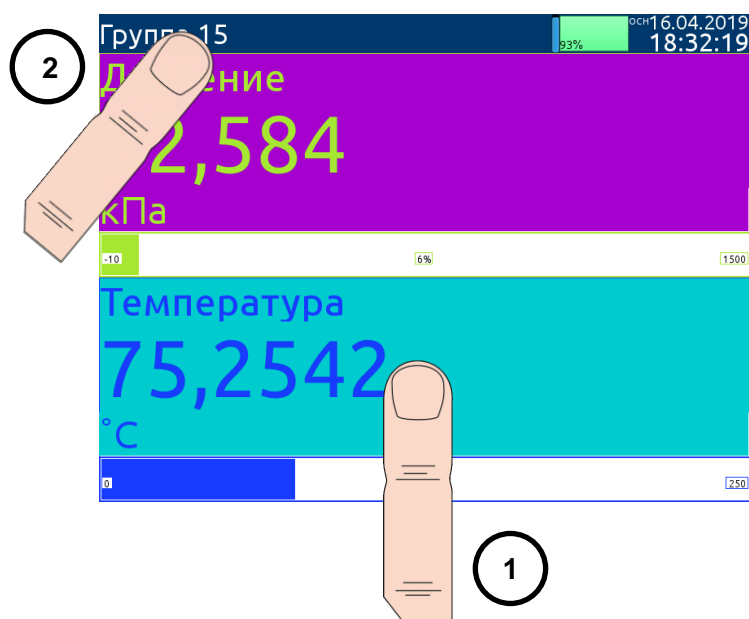 Группа 15
93%
осн 16.04.2019
18:32:19
2
кПа
-10 6% 1500
Температура
75,2542
°C
0 250
1